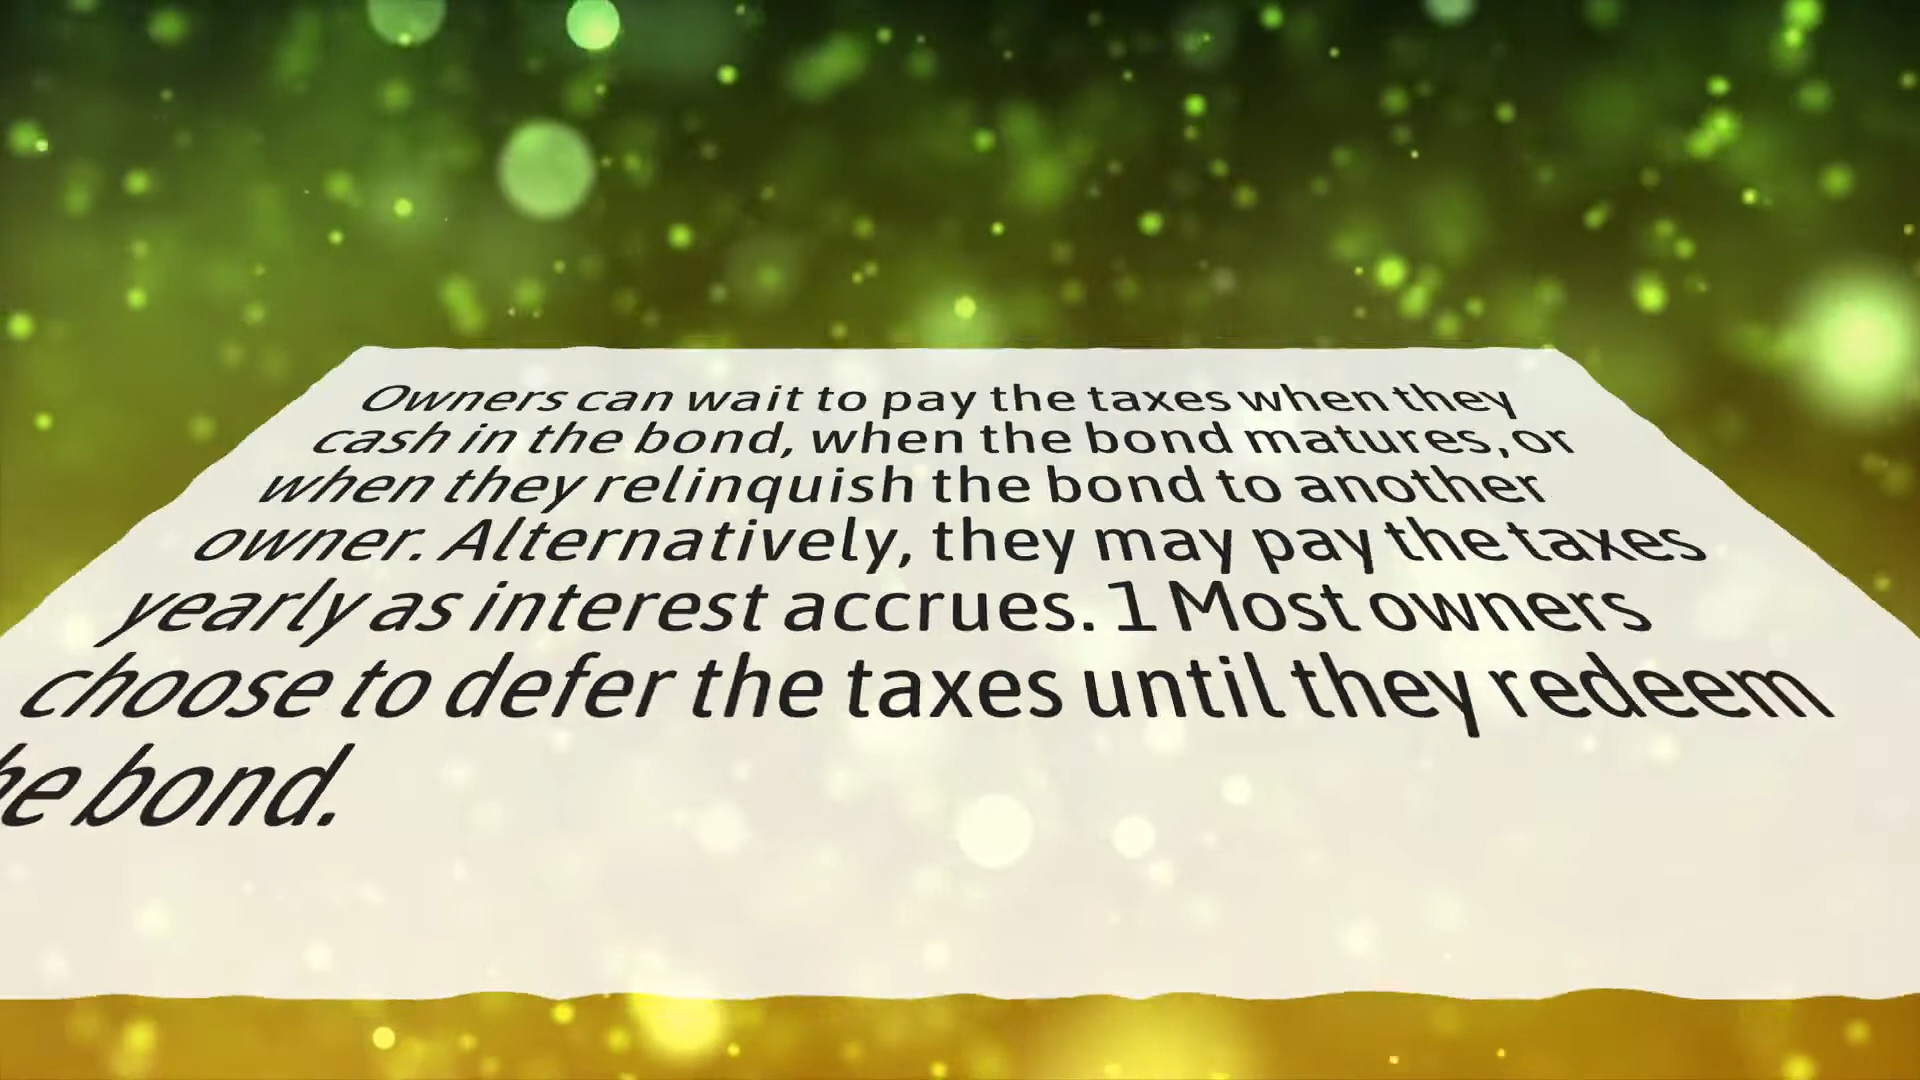 Owners can wait to pay the taxes when they
cash in the bond, when the bond matures, or
when they relinquish the bond to another
owner. Alternatively, they may pay the taxes
yearly as interest accrues. 1 Most owners
choose to defer the taxes until they redeem
he bond.